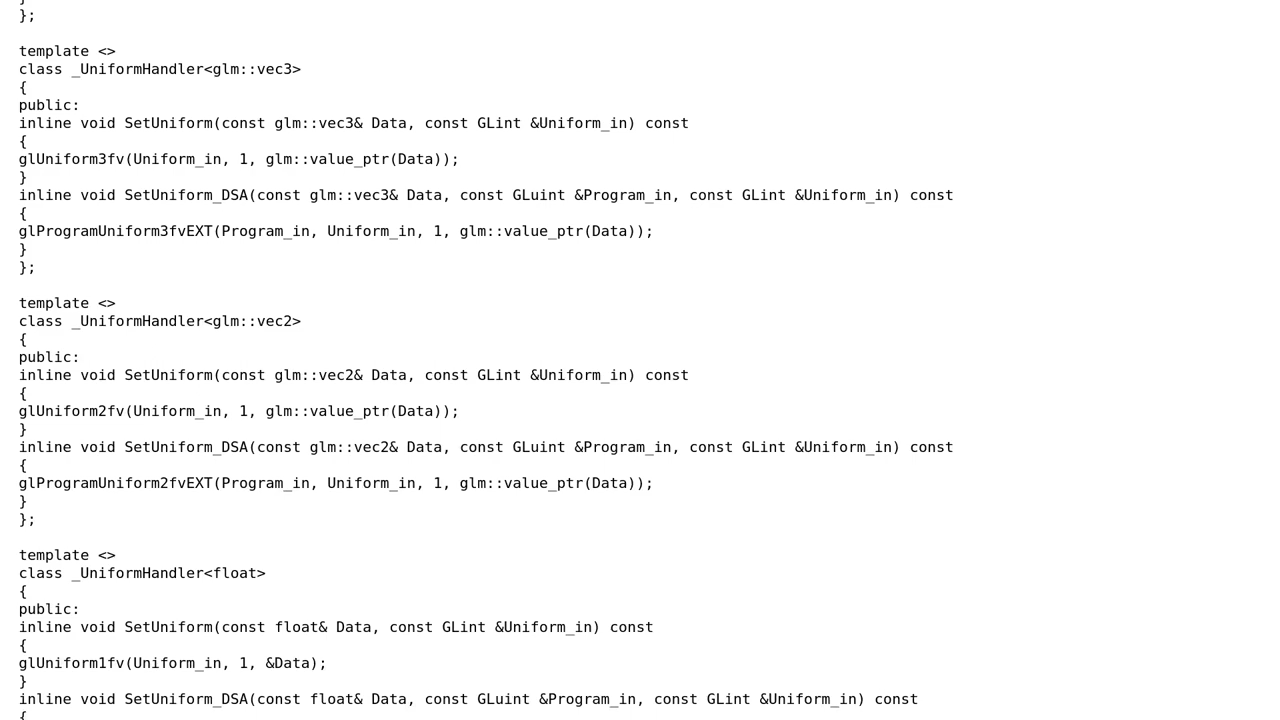 };

template <>
class _UniformHandler<glm::vec3>
{
public:
inline void SetUniform(const glm::vec3& Data, const GLint &Uniform_in) const
{
glUniform3fv(Uniform_in, 1, glm::value_ptr(Data));
}
inline void SetUniform_DSA(const glm::vec3& Data, const GLuint &Program_in, const GLint &Uniform_in) const
{
glProgramUniform3fvEXT(Program_in, Uniform_in, 1, glm::value_ptr(Data));
}
};

template <>
class _UniformHandler<glm::vec2>
{
public:
inline void SetUniform(const glm::vec2& Data, const GLint &Uniform_in) const
{
glUniform2fv(Uniform_in, 1, glm::value_ptr(Data));
}
inline void SetUniform_DSA(const glm::vec2& Data, const GLuint &Program_in, const GLint &Uniform_in) const
{
glProgramUniform2fvEXT(Program_in, Uniform_in, 1, glm::value_ptr(Data));
}
};

template <>
class _UniformHandler<float>
{
public:
inline void SetUniform(const float& Data, const GLint &Uniform_in) const
{
glUniform1fv(Uniform_in, 1, &Data);
}
inline void SetUniform_DSA(const float& Data, const GLuint &Program_in, const GLint &Uniform_in) const
{